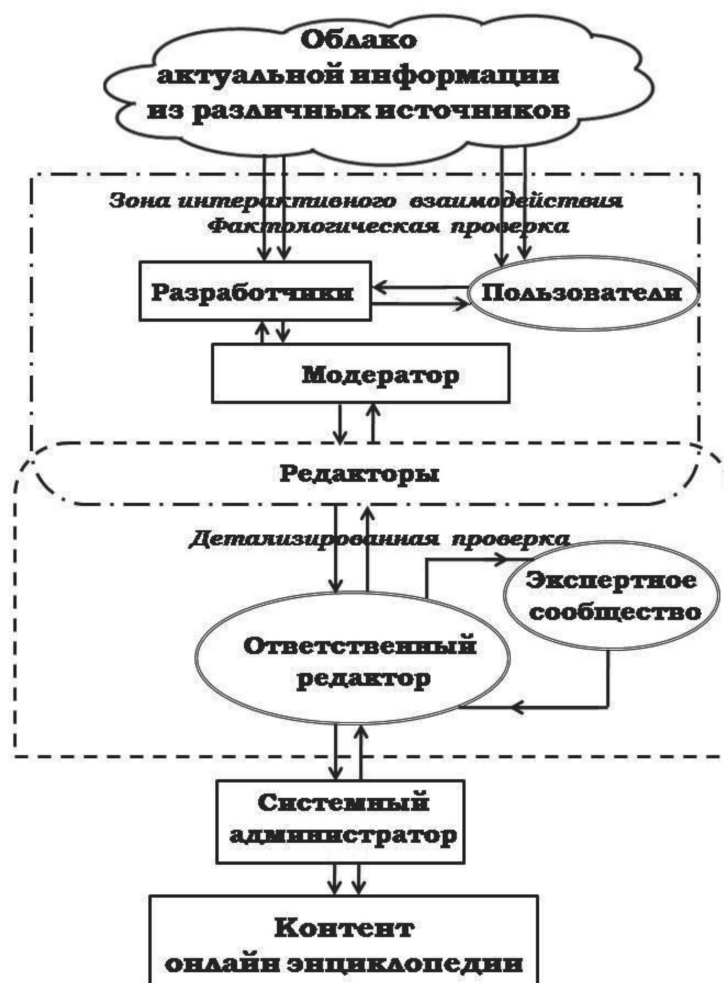 Облако
актуальной информации
из различных источников
Зона интерактивного взаимодействия
Фактологическая проверка
Разработчики
Пользователи
Модератор
Редакторы
Детализированная проверка
Экспертное
сообщество
Ответственный
редактор
Системный
администратор
Контент
онлайн энциклопедии